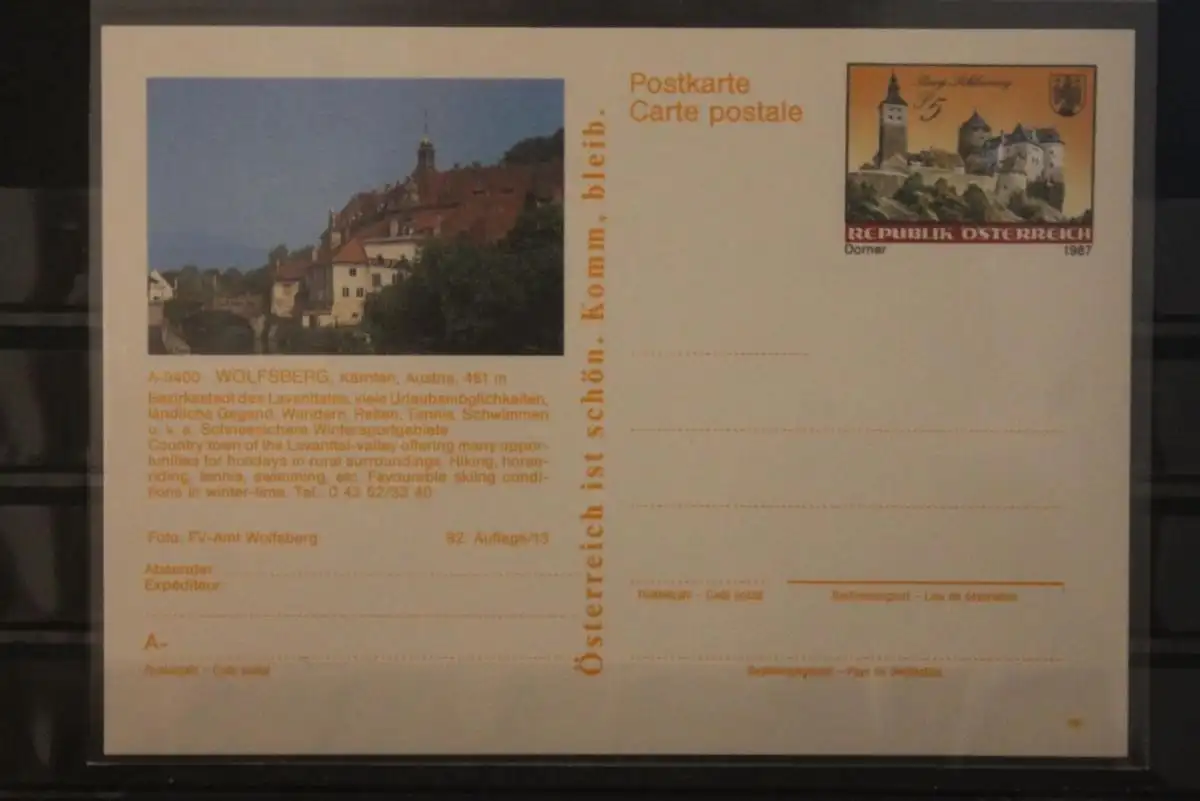 Postkarte
Carte postale
Burg Schlaining
S 5
REPUBLIK ÖSTERREICH
Dorner 1987
Österreich ist schön. Komm, bleib.
A-9400 WOLFSBERG, Kärnten, Austria, 461 m
Bezirksstadt des Lavanttales, viele Urlaubsmöglichkeiten,
ländliche Gegend. Wandern, Reiten, Tennis, Schwimmen
u. v. a. Schneesichere Wintersportgebiete
Country town of the Lavanttal-valley offering many oppor-
tunities for holidays in rural surroundings. Hiking, horse-
riding, tennis, swimming, etc. Favourable skiing condi-
tions in winter-time. Tel. 0 43 52/33 40
Foto: FV-Amt Wolfsberg 82. Auflage/13
Absender
Expéditeur
A-
Postleitzahl - Code postal
Postleitzahl - Code postal Bestimmungsort - Lieu de destination
Bestimmungsland - Pays de destination